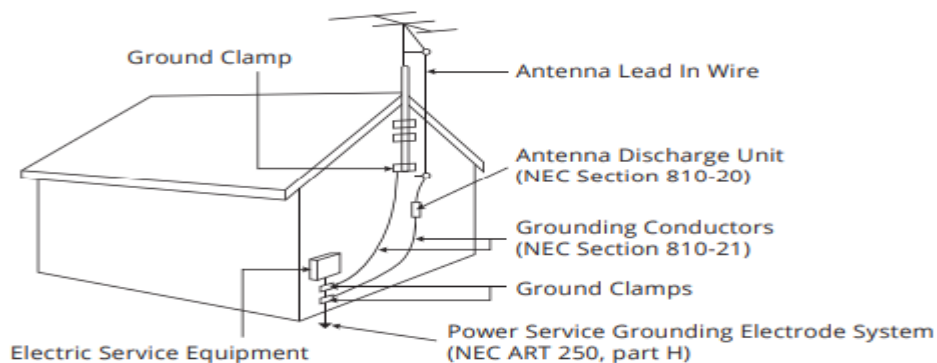 Ground Clamp
Antenna Lead In Wire
Antenna Discharge Unit
(NEC Section 810-20)
Grounding Conductors
(NEC Section 810-21)
Ground Clamps
Electric Service Equipment
Power Service Grounding Electrode System
(NEC ART 250, part H)